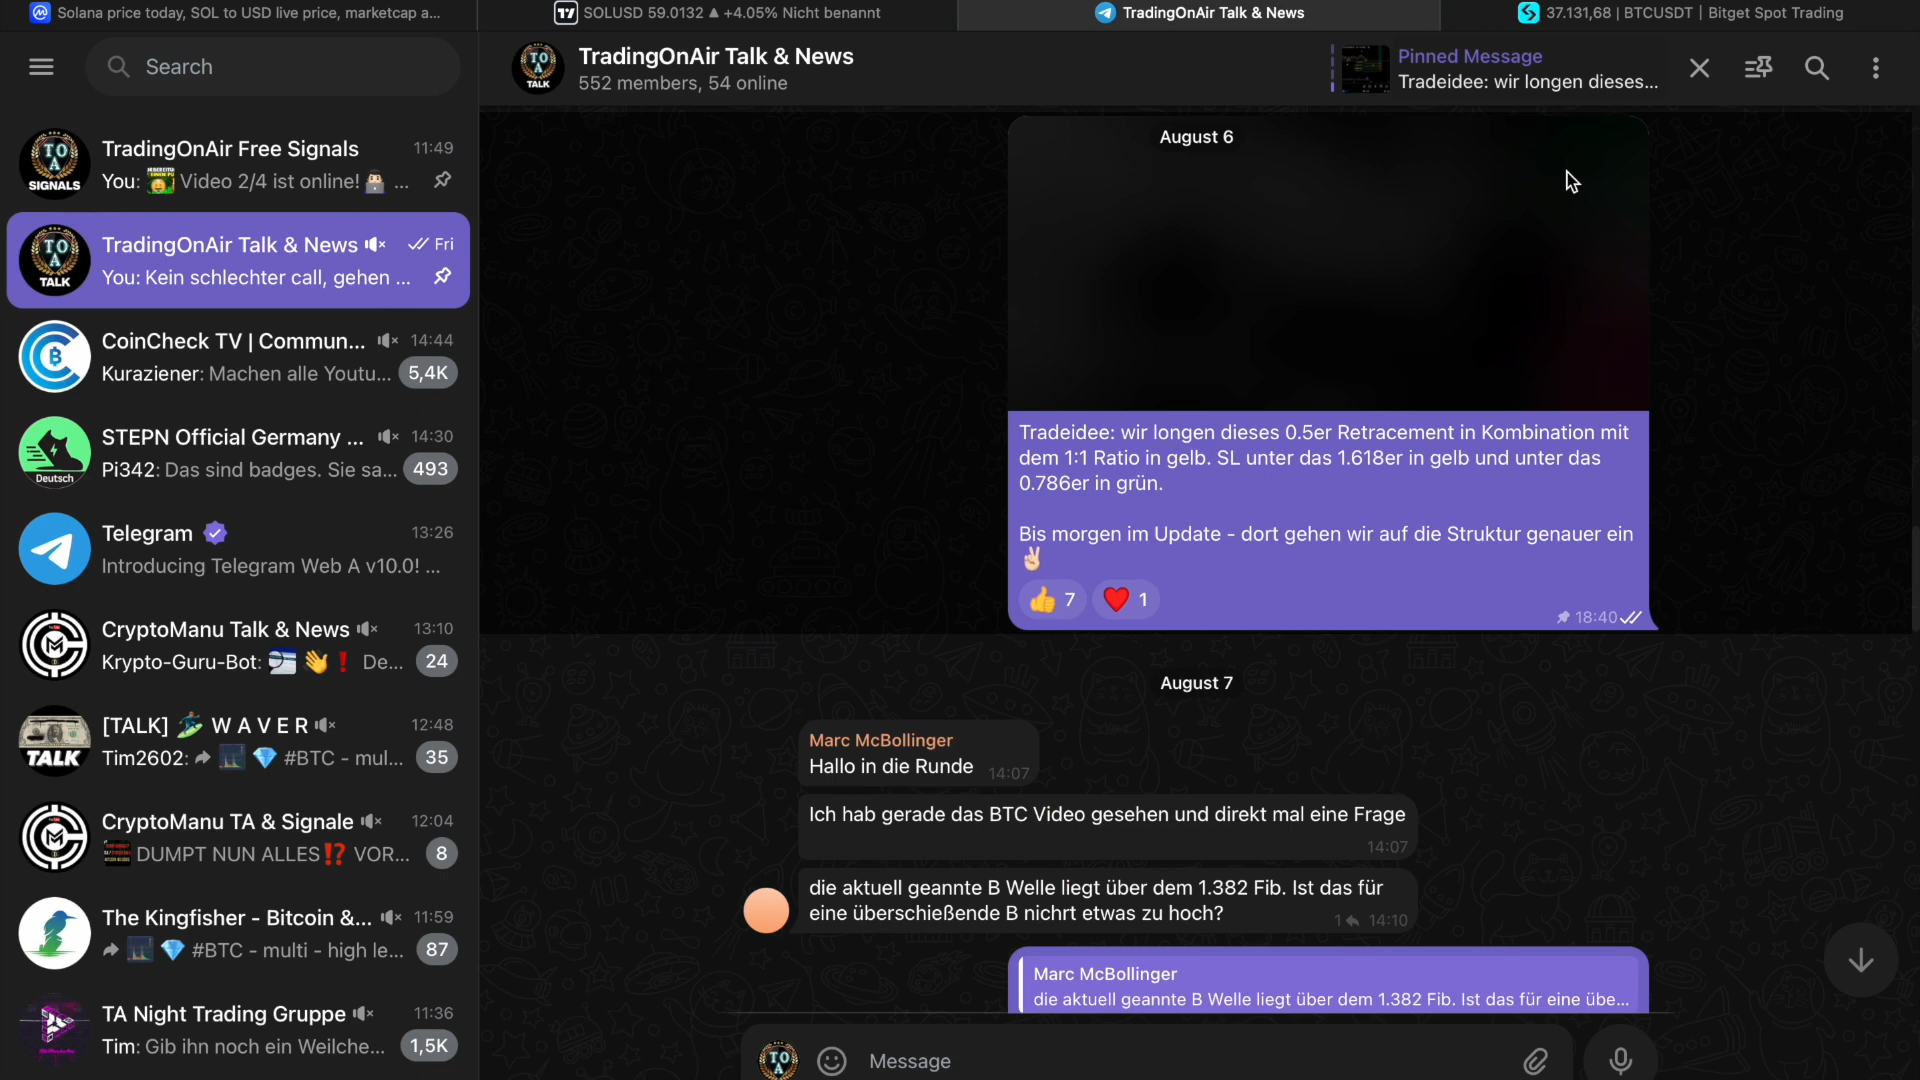 Solana price today, SOL to USD live price, marketcap a...
SOLUSD 59.0132 ▲ +4.05% Nicht benannt
TradingOnAir Talk & News
37.131,68 | BTCUSDT | Bitget Spot Trading
Search
TOA
TALK
TradingOnAir Talk & News
552 members, 54 online
Pinned Message
Tradeidee: wir longen dieses...
TOA
SIGNALS
TradingOnAir Free Signals
11:49
You: 🤑 Video 2/4 ist online! 👨🏻‍💻 ...
TOA
TALK
TradingOnAir Talk & News
Fri
You: Kein schlechter call, gehen ...
CoinCheck TV | Commun...
14:44
Kuraziener: Machen alle Youtu...
5,4K
STEPN Official Germany ...
14:30
Deutsch
Pi342: Das sind badges. Sie sa...
493
Telegram
13:26
Introducing Telegram Web A v10.0! ...
CryptoManu Talk & News
13:10
Krypto-Guru-Bot: 👋❗ De...
24
TALK
[TALK] 🏄 W A V E R
12:48
Tim2602: 💎 #BTC - mul...
35
CryptoManu TA & Signale
12:04
DUMPT NUN ALLES⁉️ VOR...
8
The Kingfisher - Bitcoin &...
11:59
💎 #BTC - multi - high le...
87
TA Night Trading Gruppe
11:36
Tim: Gib ihn noch ein Weilche...
1,5K
August 6
Tradeidee: wir longen dieses 0.5er Retracement in Kombination mit
dem 1:1 Ratio in gelb. SL unter das 1.618er in gelb und unter das
0.786er in grün.
Bis morgen im Update - dort gehen wir auf die Struktur genauer ein
✌🏻
👍 7 ❤️ 1
18:40
August 7
Marc McBollinger
Hallo in die Runde
14:07
Ich hab gerade das BTC Video gesehen und direkt mal eine Frage
14:07
die aktuell geannte B Welle liegt über dem 1.382 Fib. Ist das für
eine überschießende B nichrt etwas zu hoch?
1 14:10
Marc McBollinger
die aktuell geannte B Welle liegt über dem 1.382 Fib. Ist das für eine übe...
TOA
Message